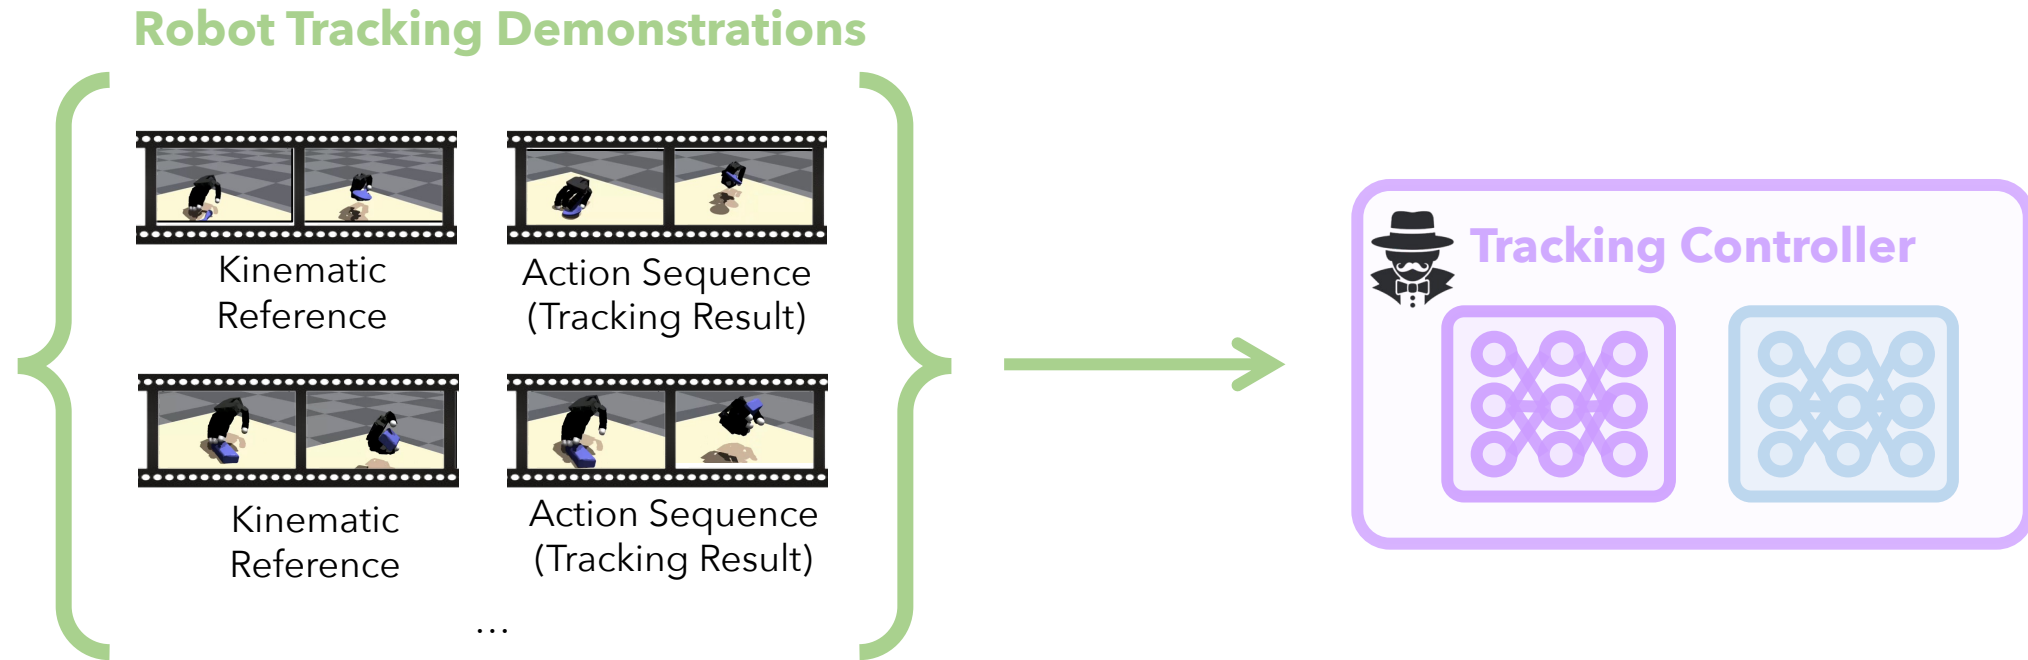 Robot Tracking Demonstrations
Kinematic
Reference
Action Sequence
(Tracking Result)
Kinematic
Reference
Action Sequence
(Tracking Result)
...
Tracking Controller